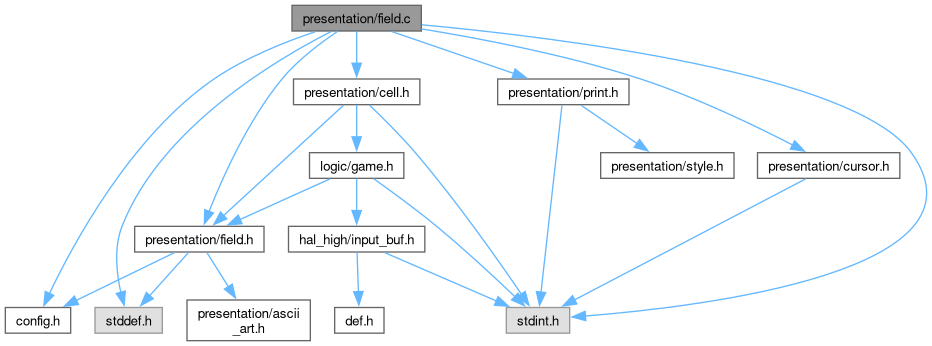 presentation/field.c
presentation/cell.h
presentation/print.h
logic/game.h
presentation/style.h
presentation/cursor.h
presentation/field.h
hal_high/input_buf.h
config.h
stddef.h
presentation/ascii
_art.h
def.h
stdint.h